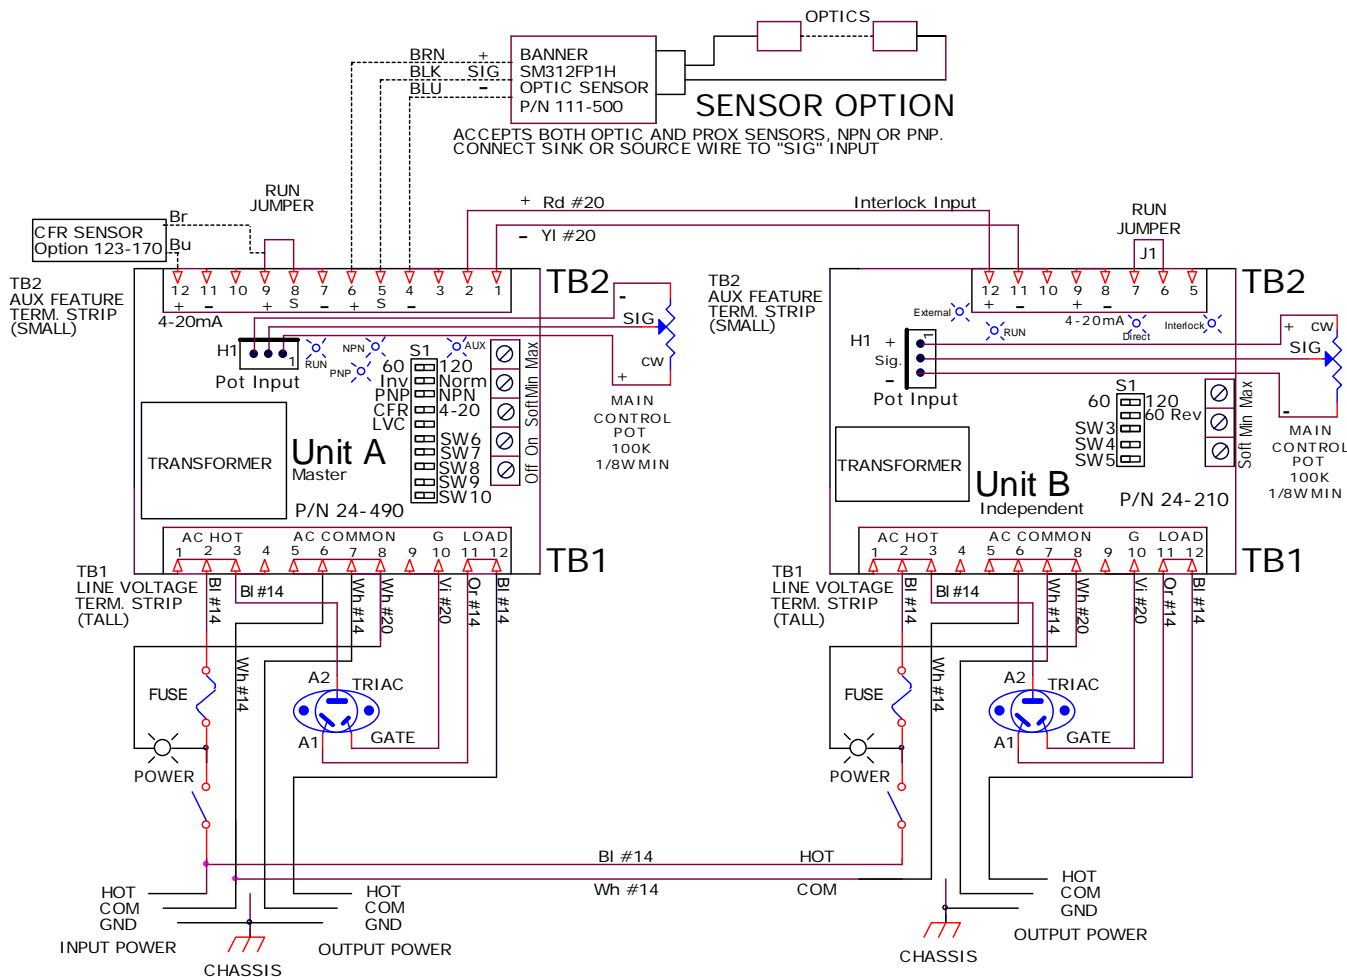 OPTICS
BRN +
BLK SIG
BLU -
BANNER
SM312FP1H
OPTIC SENSOR
P/N 111-500
SENSOR OPTION
ACCEPTS BOTH OPTIC AND PROX SENSORS, NPN OR PNP.
CONNECT SINK OR SOURCE WIRE TO "SIG" INPUT
RUN
JUMPER
Br
CFR SENSOR
Option 123-170
Bu
+ Rd #20
- Yl #20
Interlock Input
RUN
JUMPER
J1
TB2
AUX FEATURE
TERM. STRIP
(SMALL)
12 11 10 9 8 7 6 5 4 3 2 1
+ - + S - + S -
4-20mA
TB2
H1
1
Pot Input
RUN
NPN
PNP
AUX
S1
60 120
Inv Norm
PNP NPN
CFR 4-20
LVC
SW6
SW7
SW8
SW9
SW10
Off On Soft Min Max
-
SIG
CW
+
MAIN
CONTROL
POT
100K
1/8W MIN
TRANSFORMER
Unit A
Master
P/N 24-490
AC HOT AC COMMON G LOAD
1 2 3 4 5 6 7 8 9 10 11 12
TB1
TB1
LINE VOLTAGE
TERM. STRIP
(TALL)
Bl #14
Bl #14
Wh #14
Wh #14
Wh #20
Vi #20
Or #14
Bl #14
FUSE
A2
TRIAC
A1
GATE
POWER
HOT
COM
GND
INPUT POWER
CHASSIS
HOT
COM
GND
OUTPUT POWER
Bl #14 HOT
Wh #14 COM
TB2
AUX FEATURE
TERM. STRIP
(SMALL)
12 11 10 9 8 7 6 5
+ - + -
4-20mA
TB2
External
RUN
Direct
Interlock
H1
+
Sig.
-
1
Pot Input
S1
60 120
60 Rev
SW3
SW4
SW5
Soft Min Max
+
CW
SIG
-
MAIN
CONTROL
POT
100K
1/8W MIN
TRANSFORMER
Unit B
Independent
P/N 24-210
AC HOT AC COMMON G LOAD
1 2 3 4 5 6 7 8 9 10 11 12
TB1
TB1
LINE VOLTAGE
TERM. STRIP
(TALL)
Bl #14
Bl #14
Wh #14
Wh #14
Wh #20
Vi #20
Or #14
Bl #14
FUSE
A2
TRIAC
A1
GATE
POWER
HOT
COM
GND
OUTPUT POWER
CHASSIS